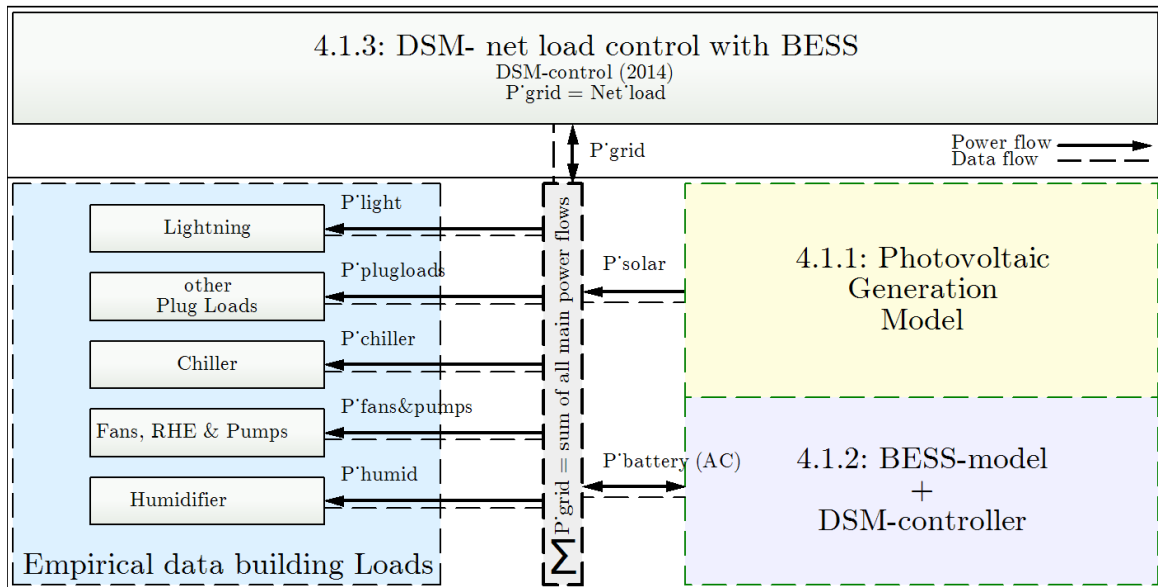 4.1.3: DSM- net load control with BESS
DSM-control (2014)
P˙grid = Net˙load
P˙grid
Power flow
Data flow
P˙light
Lightning
P˙plugloads
other
Plug Loads
P˙chiller
Chiller
P˙fans&pumps
Fans, RHE & Pumps
P˙humid
Humidifier
Empirical data building Loads
P˙grid = sum of all main power flows
Σ
P˙solar
4.1.1: Photovoltaic
Generation
Model
P˙battery (AC)
4.1.2: BESS-model
+
DSM-controller